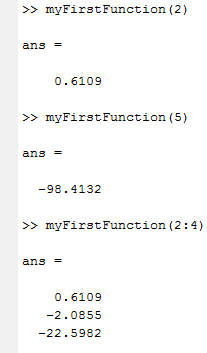 >> myFirstFunction(2)
ans =
0.6109
>> myFirstFunction(5)
ans =
-98.4132
>> myFirstFunction(2:4)
ans =
0.6109
-2.0855
-22.5982